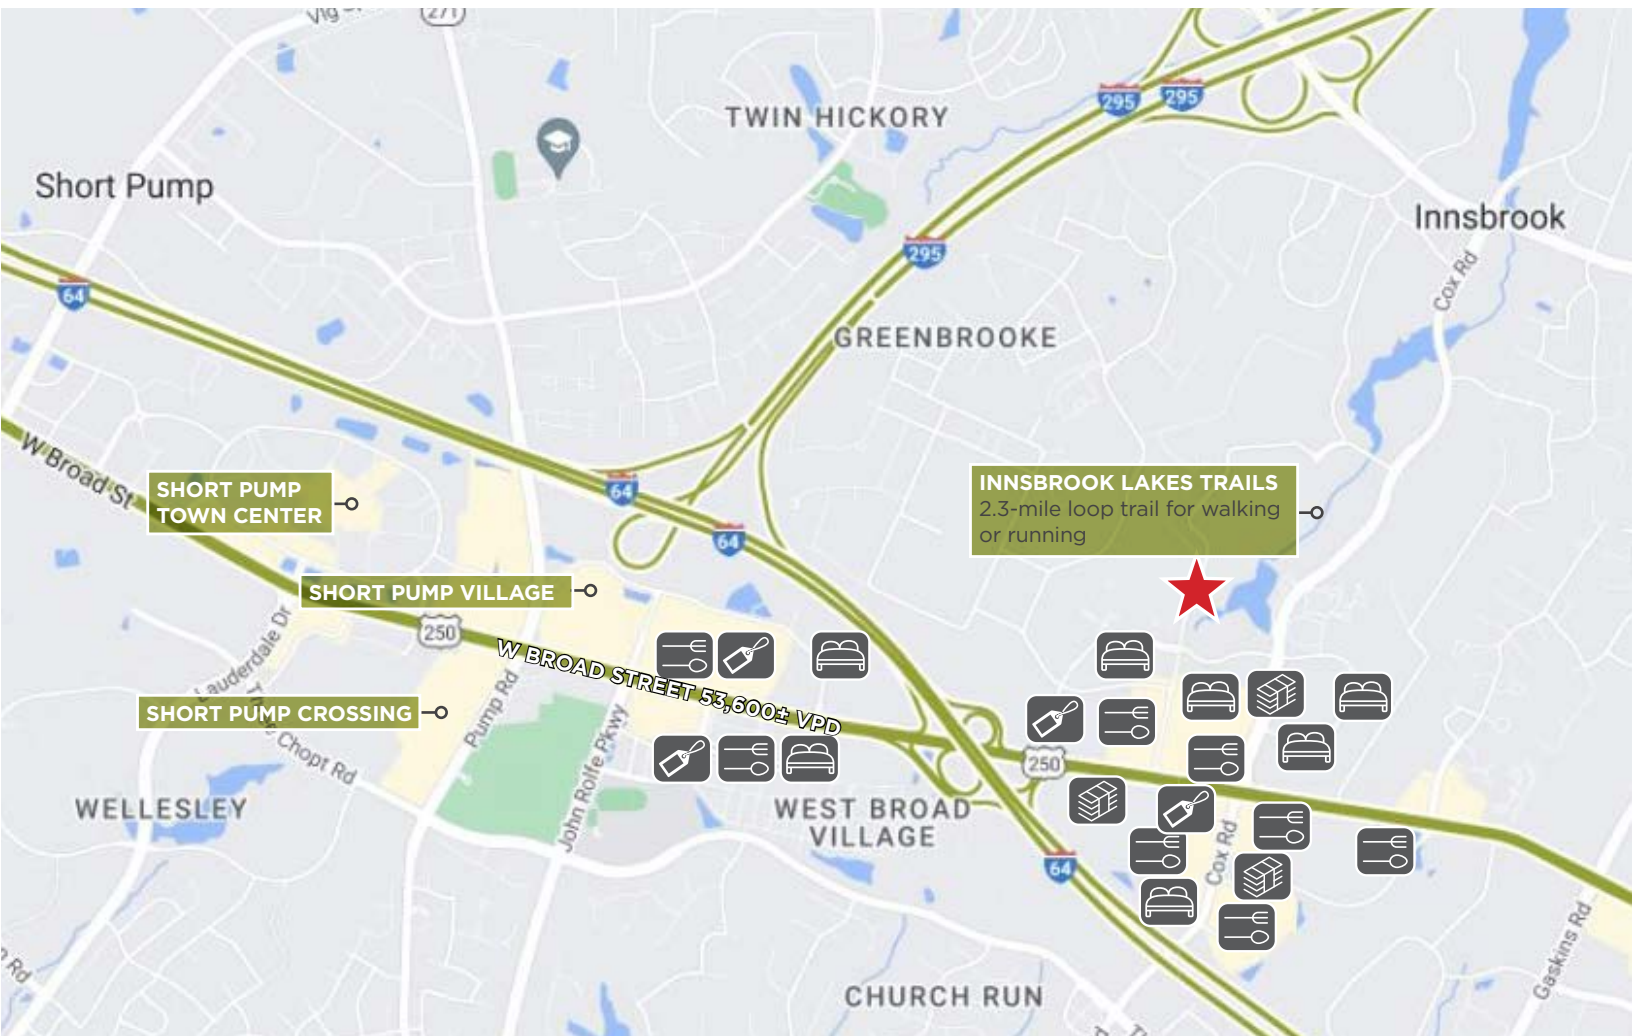 271
TWIN HICKORY
295
295
Short Pump
Innsbrook
295
Cox Rd
64
GREENBROOKE
W Broad St
SHORT PUMP
TOWN CENTER
64
INNSBROOK LAKES TRAILS
2.3-mile loop trail for walking
or running
64
SHORT PUMP VILLAGE
250
W BROAD STREET 53,600± VPD
Lauderdale Dr
SHORT PUMP CROSSING
Pump Rd
Chopt Rd
John Rolfe Pkwy
250
WELLESLEY
WEST BROAD
VILLAGE
Cox Rd
64
Gaskins Rd
Rd
CHURCH RUN